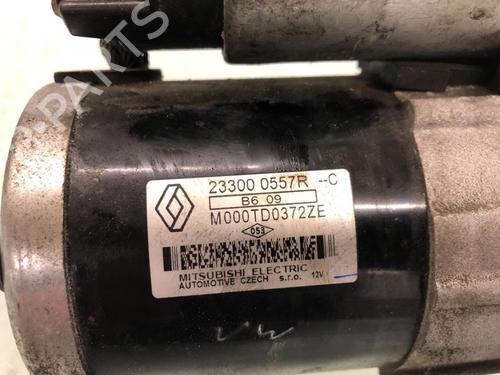 B-PARTS
23300 0557R --C
B6 09
M000TD0372ZE
053
MITSUBISHI ELECTRIC
AUTOMOTIVE CZECH s.r.o. 12V